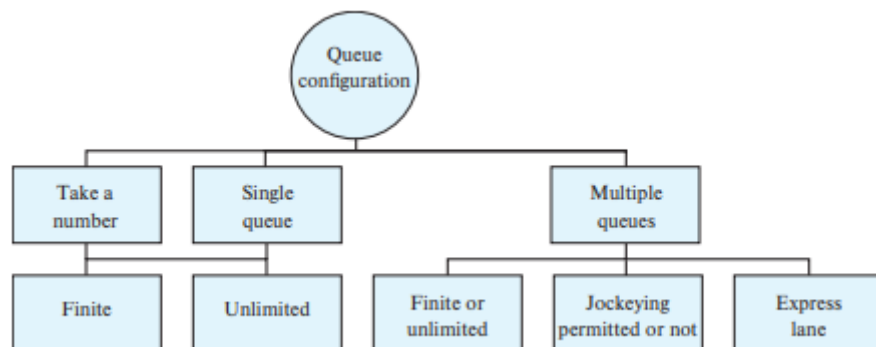 Queue
configuration
Take a
number
Single
queue
Multiple
queues
Finite
Unlimited
Finite or
unlimited
Jockeying
permitted or not
Express
lane